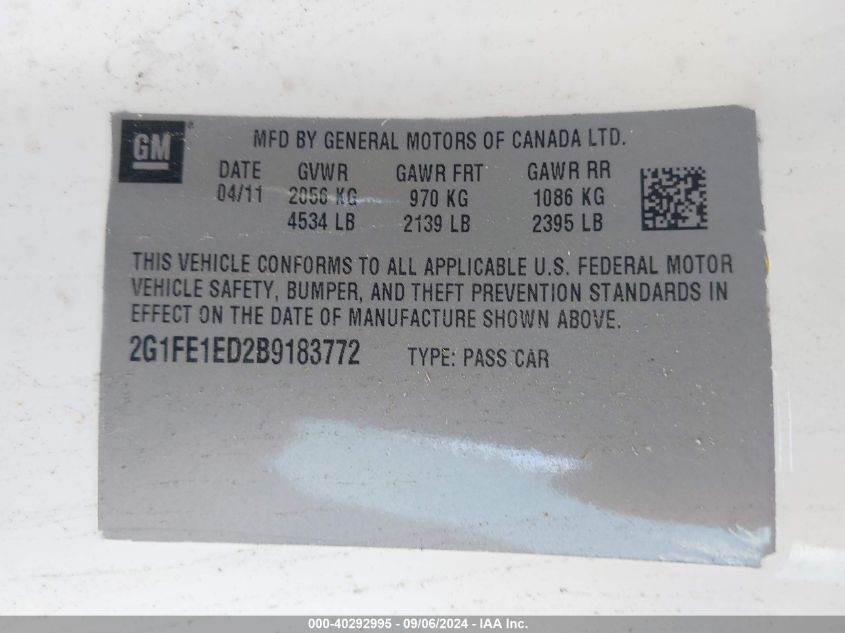 GM ®
MFD BY GENERAL MOTORS OF CANADA LTD.
DATE GVWR GAWR FRT GAWR RR
04/11 2056 KG 970 KG 1086 KG
4534 LB 2139 LB 2395 LB
THIS VEHICLE CONFORMS TO ALL APPLICABLE U.S. FEDERAL MOTOR
VEHICLE SAFETY, BUMPER, AND THEFT PREVENTION STANDARDS IN
EFFECT ON THE DATE OF MANUFACTURE SHOWN ABOVE.
2G1FE1ED2B9183772 TYPE: PASS CAR
000-40292995 - 09/06/2024 - IAA Inc.